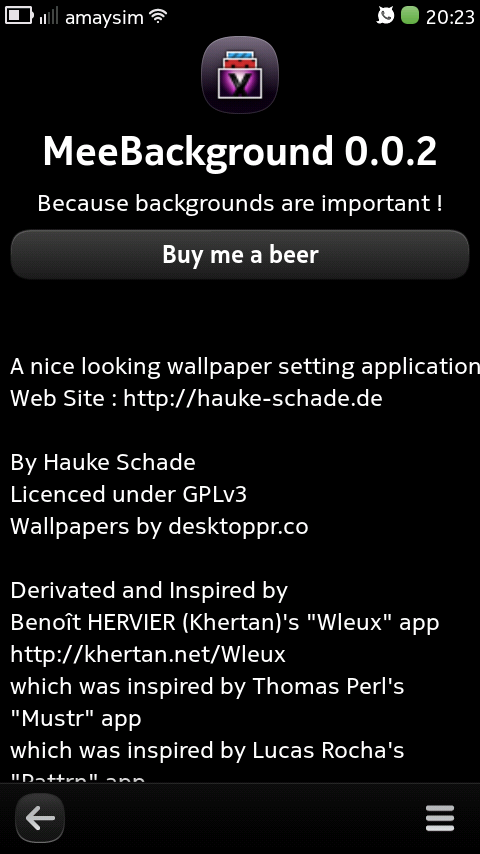 amaysim 20:23
MeeBackground 0.0.2
Because backgrounds are important !
Buy me a beer
A nice looking wallpaper setting application
Web Site : http://hauke-schade.de
By Hauke Schade
Licenced under GPLv3
Wallpapers by desktoppr.co
Derivated and Inspired by
Benoît HERVIER (Khertan)'s "Wleux" app
http://khertan.net/Wleux
which was inspired by Thomas Perl's
"Mustr" app
which was inspired by Lucas Rocha's
"Pattrn" app